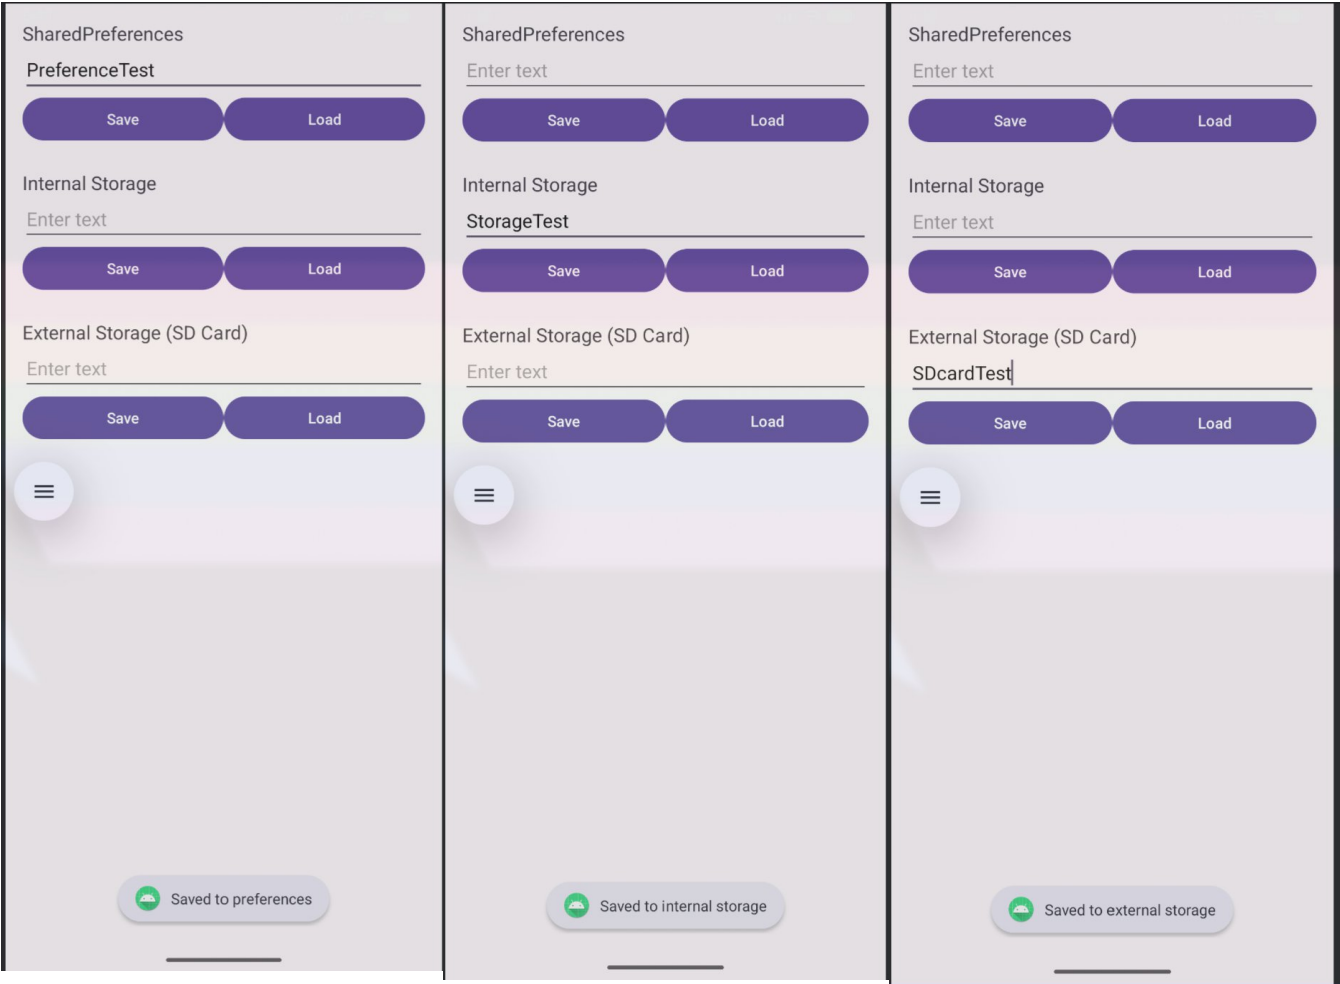 SharedPreferences
PreferenceTest
Save Load
Internal Storage
Enter text
Save Load
External Storage (SD Card)
Enter text
Save Load
Saved to preferences
SharedPreferences
Enter text
Save Load
Internal Storage
StorageTest
Save Load
External Storage (SD Card)
Enter text
Save Load
Saved to internal storage
SharedPreferences
Enter text
Save Load
Internal Storage
Enter text
Save Load
External Storage (SD Card)
SDcardTest
Save Load
Saved to external storage